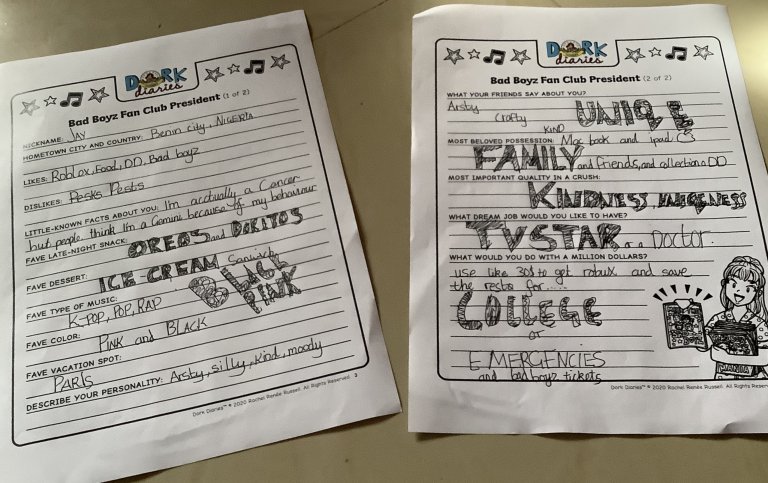 DORK
diaries
Bad Boyz Fan Club President (1 of 2)
NICKNAME: JAY
HOMETOWN CITY AND COUNTRY: Benin city, NIGERIA
LIKES: Roblox, Food, DD, Bad boyz
DISLIKES: Pesks Pests
LITTLE-KNOWN FACTS ABOUT YOU: I'm acctually a Cancer
but people think I'm a Gemini because of my behaviour
FAVE LATE-NIGHT SNACK: OREOS and DORITOS
FAVE DESSERT: ICE-CREAM
FAVE TYPE OF MUSIC: BLACK
PINK
K-POP, POP, RAP
FAVE COLOR: PINK and BLACK
FAVE VACATION SPOT:
PARIS
DESCRIBE YOUR PERSONALITY: Arsty, silly, kind, moody
Dork Diaries™ © 2020 Rachel Renée Russell. All Rights Reserved. 3
DORK
diaries
Bad Boyz Fan Club President (2 of 2)
WHAT YOUR FRIENDS SAY ABOUT YOU?
Arsty Crafty KIND UNIQE
MOST BELOVED POSSESSION: Mac book and ipad
FAMILY and friends, and collection a DD
MOST IMPORTANT QUALITY IN A CRUSH:
KINDNESS, UNIQENESS
WHAT DREAM JOB WOULD YOU LIKE TO HAVE?
TV STAR or a Doctor.
WHAT WOULD YOU DO WITH A MILLION DOLLARS?
use like 30$ to get robux and save
the rest for......
COLLEGE
or
EMERGENCIES
and bad boyz tickets
Dork Diaries™ © 2020 Rachel Renée Russell. All Rights Reserved